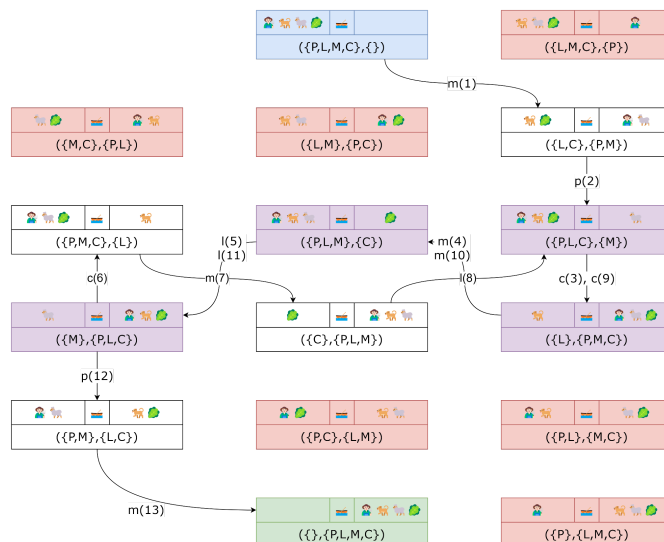 ({P,L,M,C},{})
({L,M,C},{P})
m(1)
({M,C},{P,L})
({L,M},{P,C})
({L,C},{P,M})
p(2)
({P,M,C},{L})
({P,L,M},{C})
({P,L,C},{M})
l(5)
l(11)
m(4)
m(10)
c(6)
m(7)
l(8)
c(3), c(9)
({M},{P,L,C})
({C},{P,L,M})
({L},{P,M,C})
p(12)
({P,M},{L,C})
({P,C},{L,M})
({P,L},{M,C})
m(13)
({},{P,L,M,C})
({P},{L,M,C})